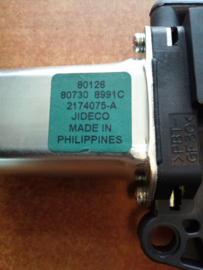 80126
80730 8991C
2174075-A
JIDECO
MADE IN
PHILIPPINES